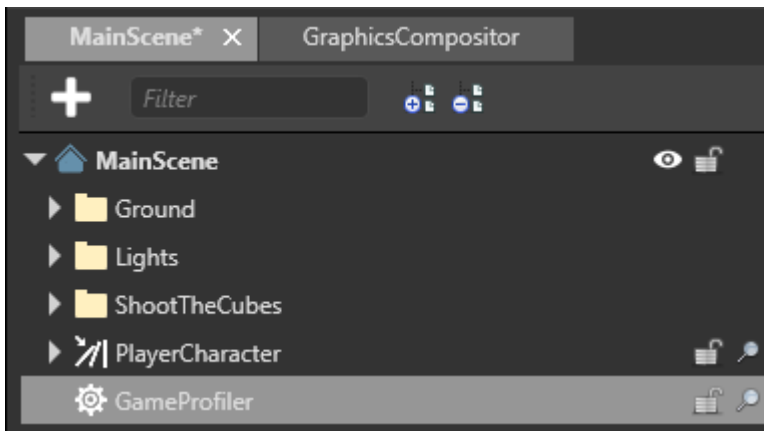 MainScene* GraphicsCompositor
Filter
MainScene
Ground
Lights
ShootTheCubes
PlayerCharacter
GameProfiler